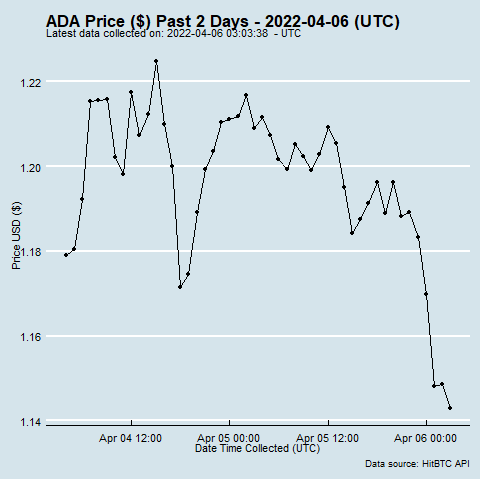 ADA Price ($) Past 2 Days - 2022-04-06 (UTC)
Latest data collected on: 2022-04-06 03:03:38 - UTC
1.22
1.20
1.18
1.16
1.14
Price USD ($)
Apr 04 12:00 Apr 05 00:00 Apr 05 12:00 Apr 06 00:00
Date Time Collected (UTC)
Data source: HitBTC API